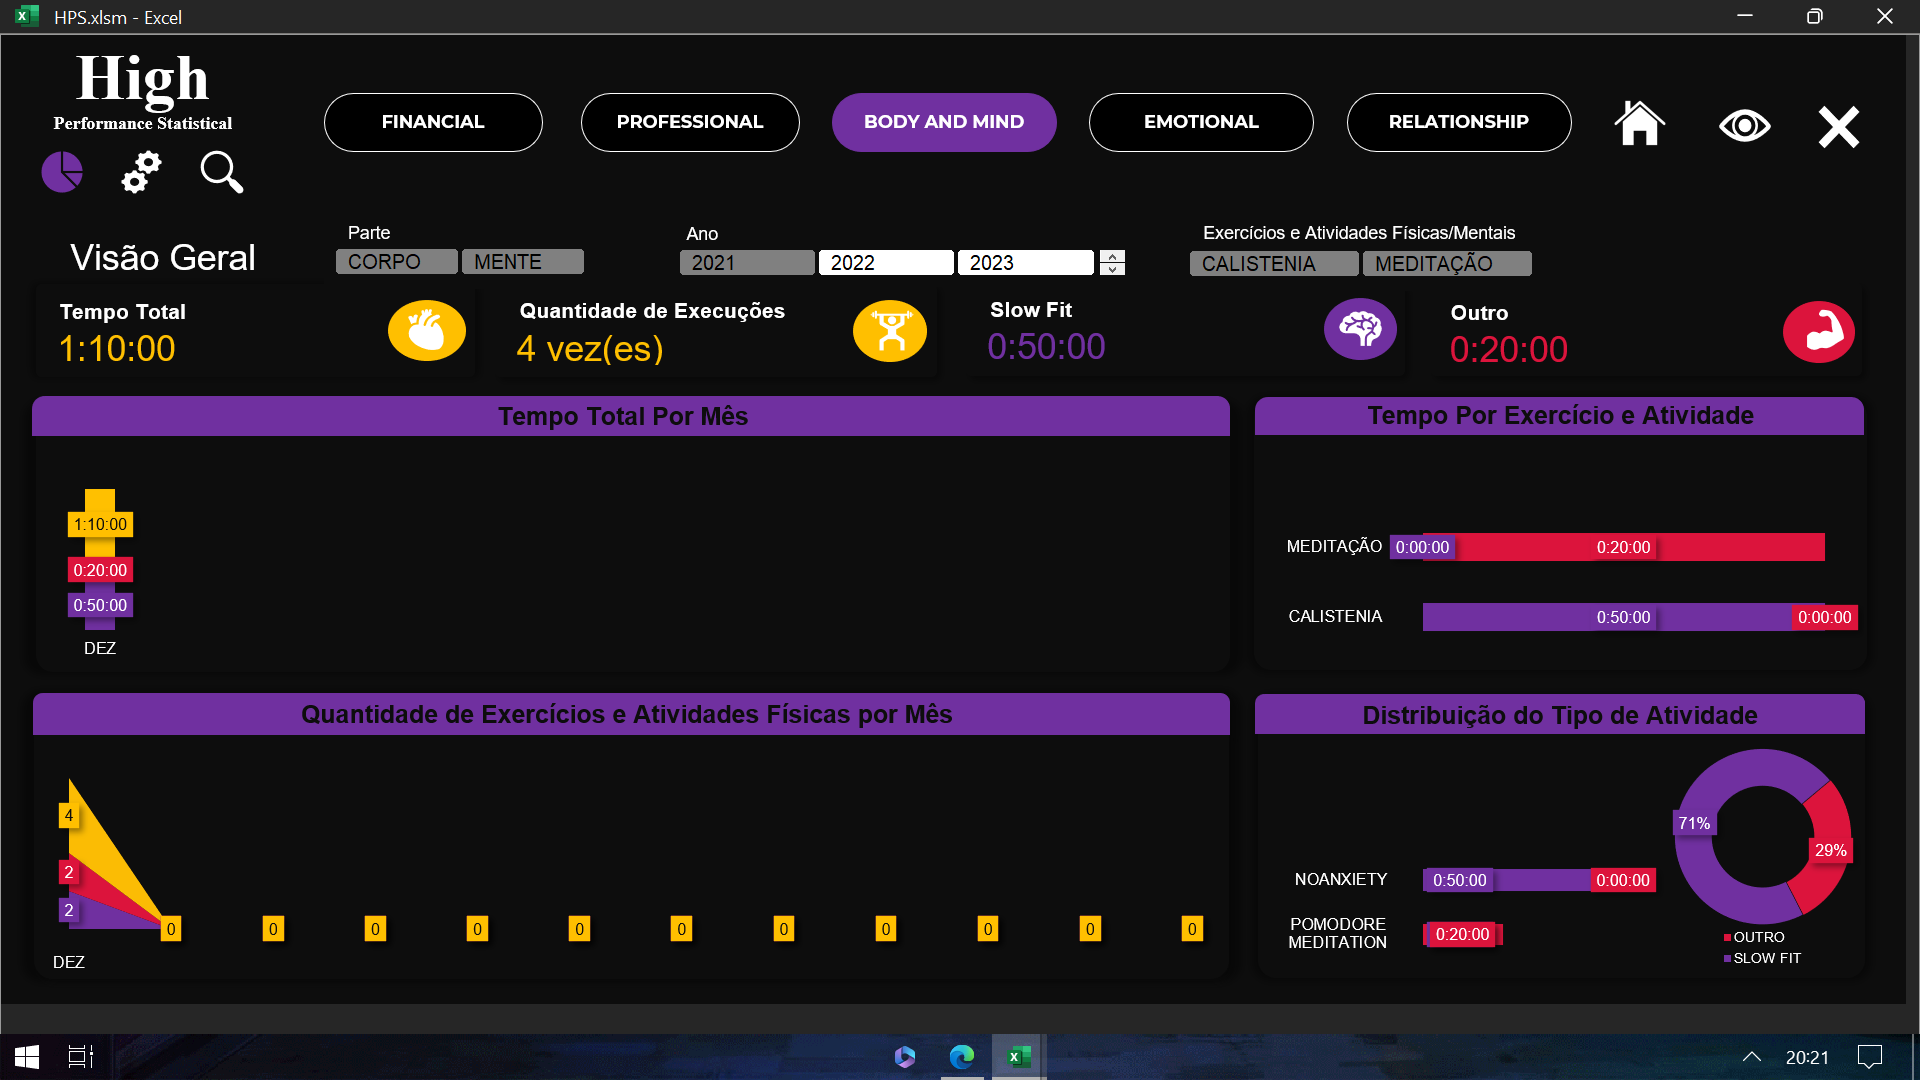 HPS.xlsm - Excel
High
Performance Statistical
FINANCIAL
PROFESSIONAL
BODY AND MIND
EMOTIONAL
RELATIONSHIP
Visão Geral
Parte
CORPO
MENTE
Ano
2021
2022
2023
Exercícios e Atividades Físicas/Mentais
CALISTENIA
MEDITAÇÃO
Tempo Total
1:10:00
Quantidade de Execuções
4 vez(es)
Slow Fit
0:50:00
Outro
0:20:00
Tempo Total Por Mês
1:10:00
0:20:00
0:50:00
DEZ
Tempo Por Exercício e Atividade
MEDITAÇÃO
0:00:00
0:20:00
CALISTENIA
0:50:00
0:00:00
Quantidade de Exercícios e Atividades Físicas por Mês
4
2
2
0 0 0 0 0 0 0 0 0 0 0
DEZ
Distribuição do Tipo de Atividade
71%
29%
NOANXIETY
0:50:00
0:00:00
POMODORE
MEDITATION
0:20:00
OUTRO
SLOW FIT
20:21